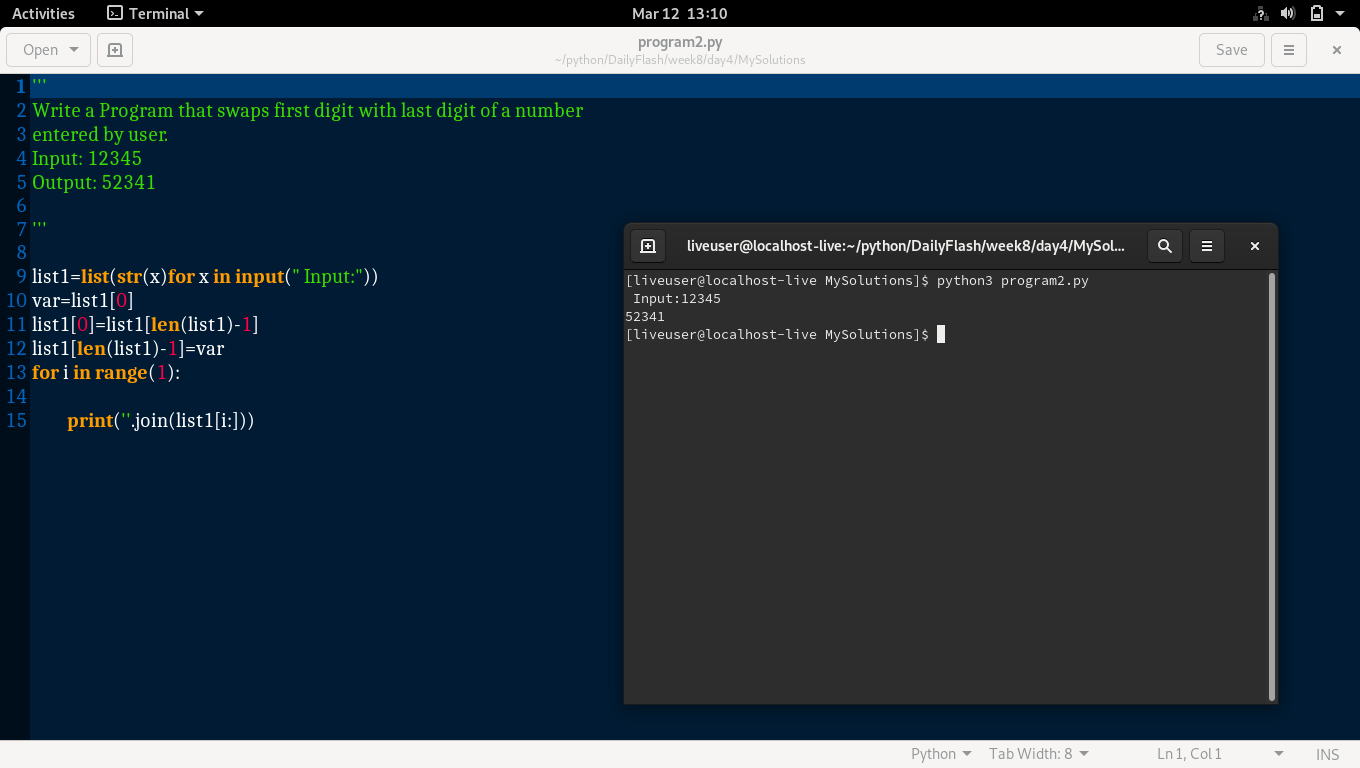 Activities Terminal Mar 12 13:10
Open program2.py Save
~/python/DailyFlash/week8/day4/MySolutions
1 '''
2 Write a Program that swaps first digit with last digit of a number
3 entered by user.
4 Input: 12345
5 Output: 52341
6
7 '''
8
9 list1=list(str(x)for x in input(" Input:"))
10 var=list1[0]
11 list1[0]=list1[len(list1)-1]
12 list1[len(list1)-1]=var
13 for i in range(1):
14
15 print(''.join(list1[i:]))
liveuser@localhost-live:~/python/DailyFlash/week8/day4/MySol...
[liveuser@localhost-live MySolutions]$ python3 program2.py
Input:12345
52341
[liveuser@localhost-live MySolutions]$
Python Tab Width: 8 Ln 1, Col 1 INS